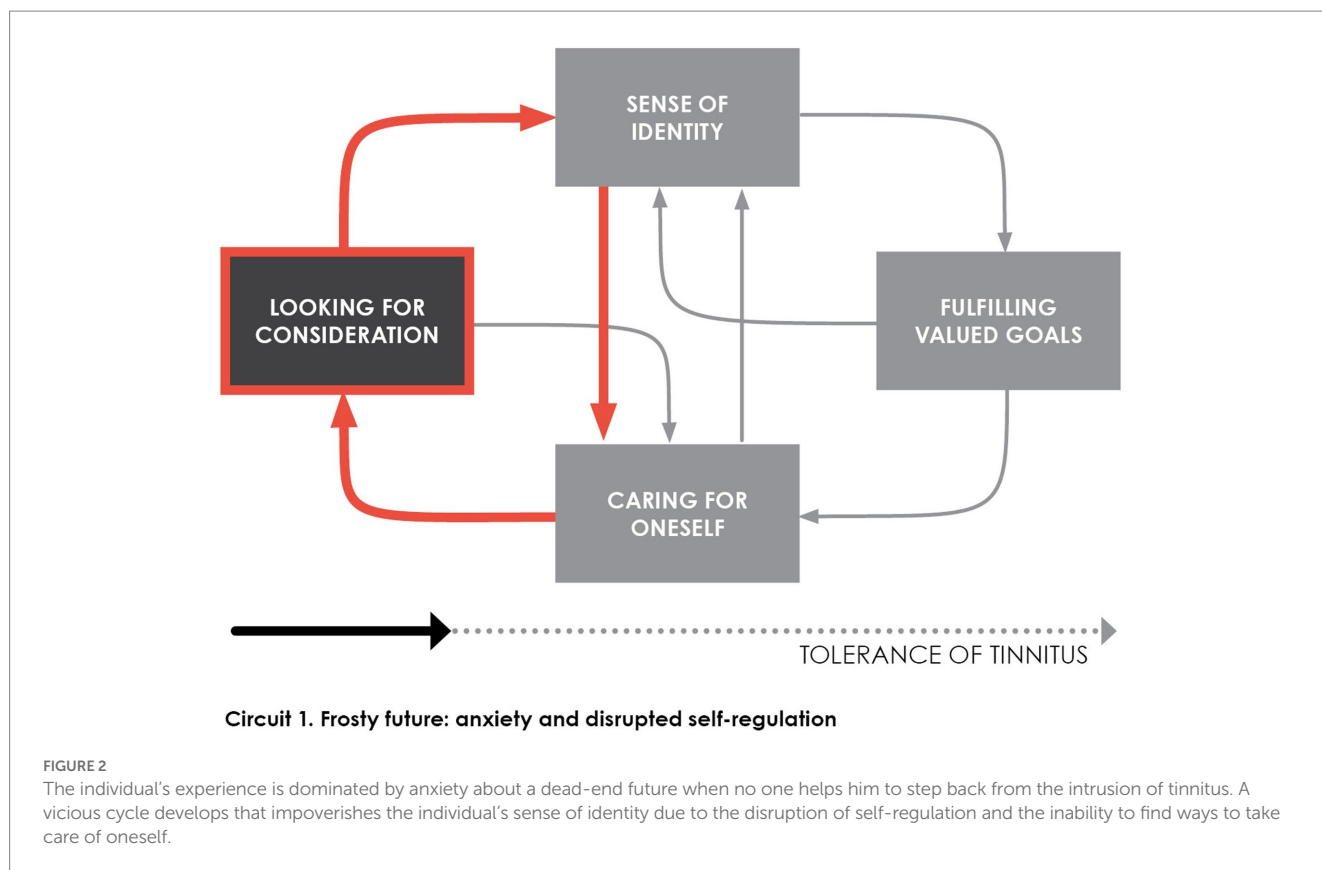 SENSE OF
IDENTITY
LOOKING FOR
CONSIDERATION
FULFILLING
VALUED GOALS
CARING FOR
ONESELF
TOLERANCE OF TINNITUS
Circuit 1. Frosty future: anxiety and disrupted self-regulation
FIGURE 2
The individual’s experience is dominated by anxiety about a dead-end future when no one helps him to step back from the intrusion of tinnitus. A
vicious cycle develops that impoverishes the individual’s sense of identity due to the disruption of self-regulation and the inability to find ways to take
care of oneself.